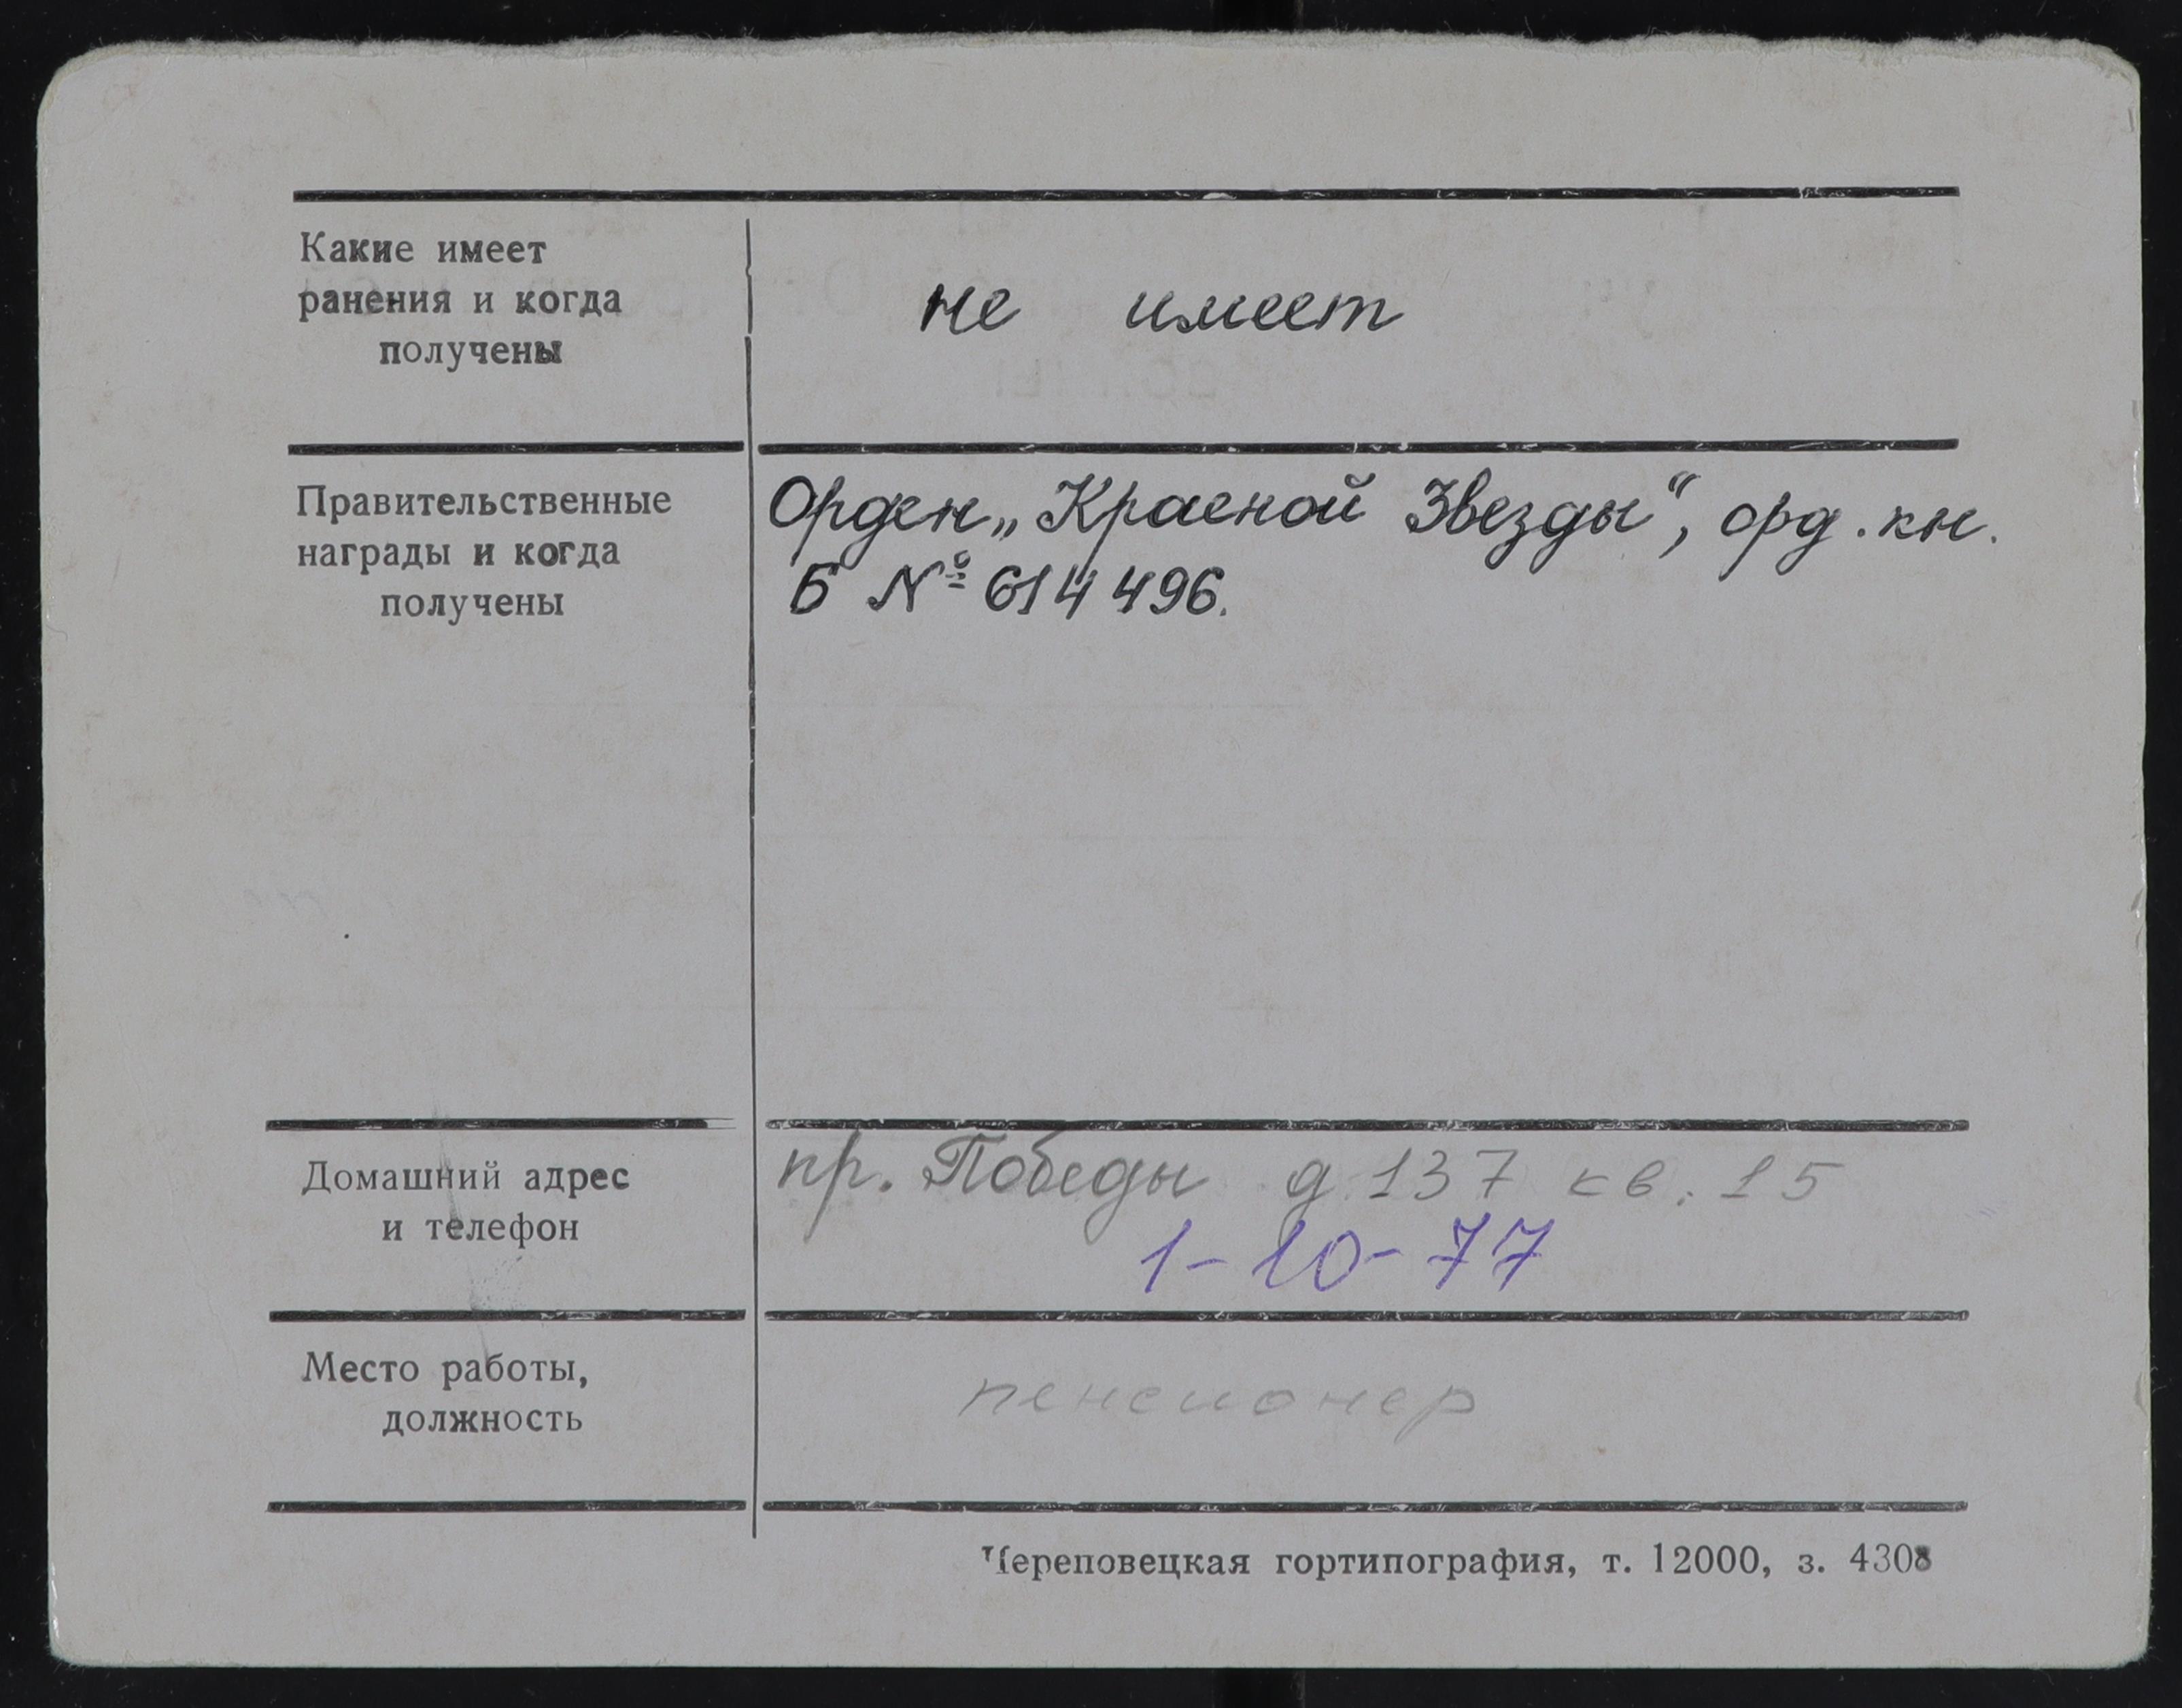 Какие имеет
ранения и когда
получены
не имеет
Правительственные
награды и когда
получены
Орден „Красной Звезды“, орд. кн.
Б № 614496.
Домашний адрес
и телефон
пр. Победы д. 137 кв. 15
1-10-77
Место работы,
должность
пенсионер
Череповецкая гортипография, т. 12000, з. 4308